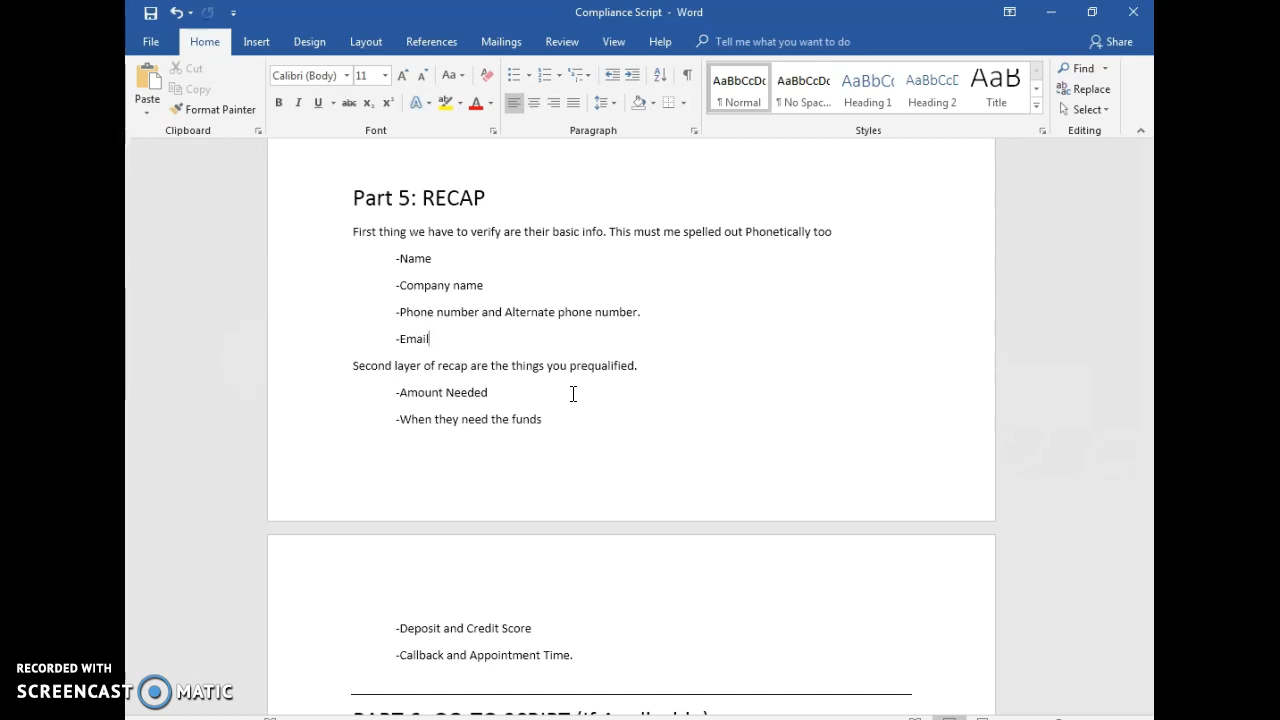 Compliance Script - Word
File Home Insert Design Layout References Mailings Review View Help Tell me what you want to do Share
Cut
Copy
Format Painter
Paste
Clipboard
Calibri (Body) 11
Aa
B I U abc X₂ X²
A A
Font
Paragraph
AaBbCcDc AaBbCcDc AaBbCc AaBbCcD AaB
¶ Normal ¶ No Spac... Heading 1 Heading 2 Title
Styles
Find
Replace
Select
Editing
Part 5: RECAP
First thing we have to verify are their basic info. This must me spelled out Phonetically too
-Name
-Company name
-Phone number and Alternate phone number.
-Email
Second layer of recap are the things you prequalified.
-Amount Needed
-When they need the funds
-Deposit and Credit Score
-Callback and Appointment Time.
RECORDED WITH
SCREENCAST MATIC